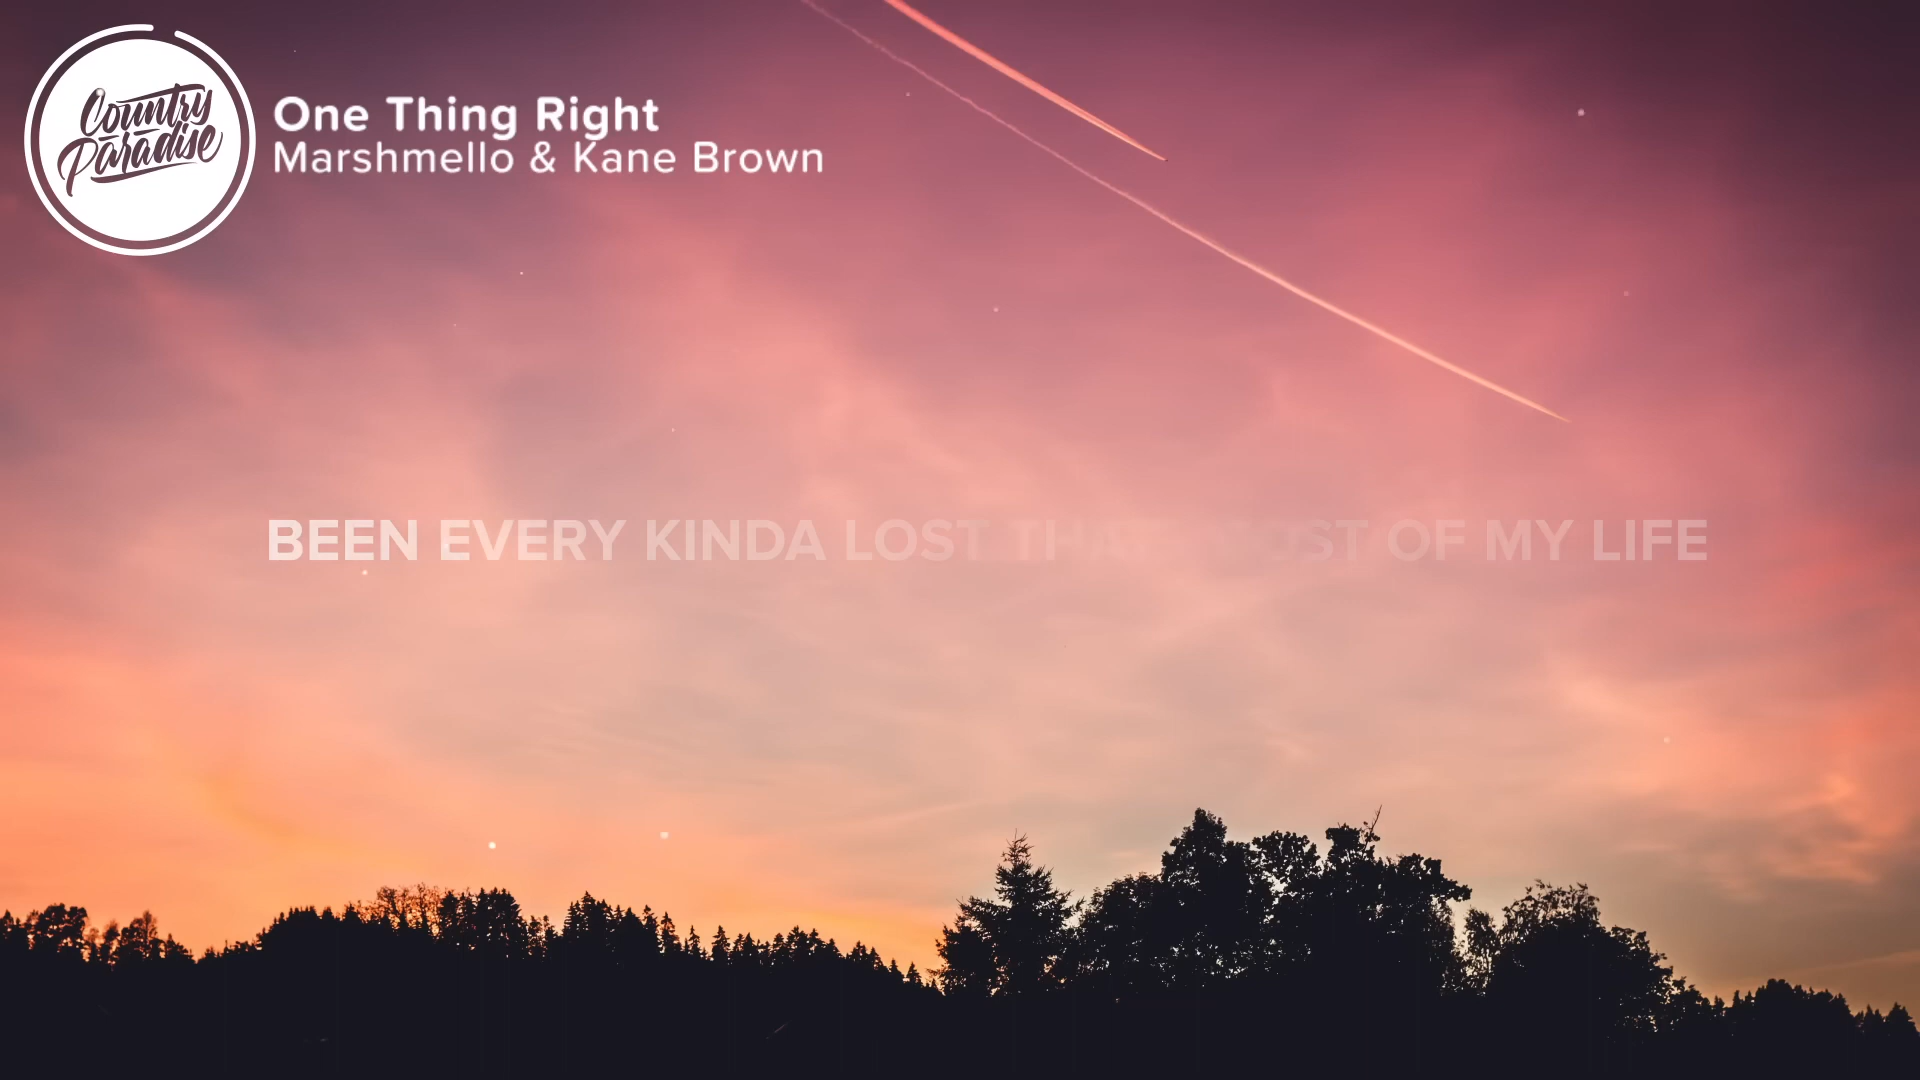 Country
Paradise
One Thing Right
Marshmello & Kane Brown
BEEN EVERY KINDA LOST OF MY LIFE